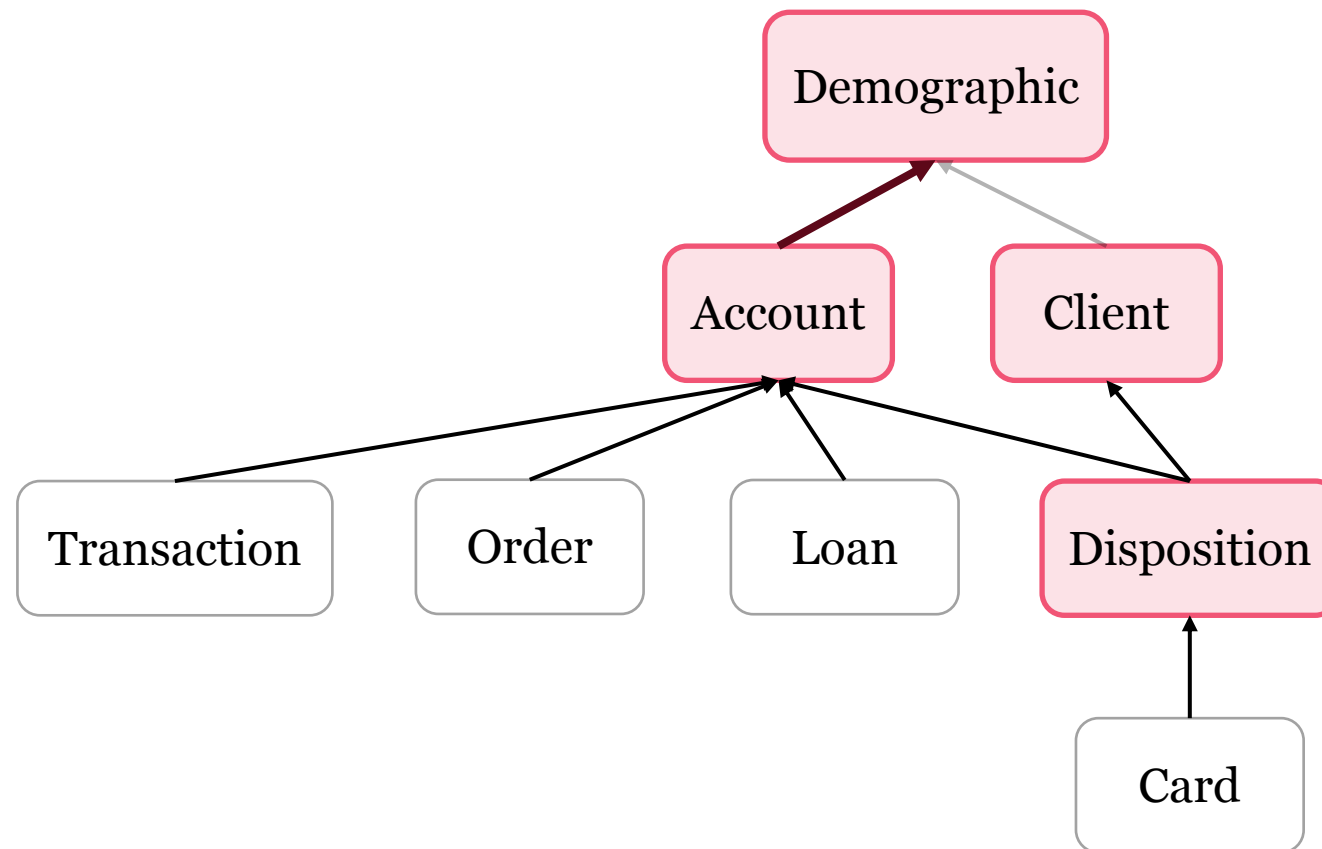 Demographic
Account
Client
Transaction
Order
Loan
Disposition
Card